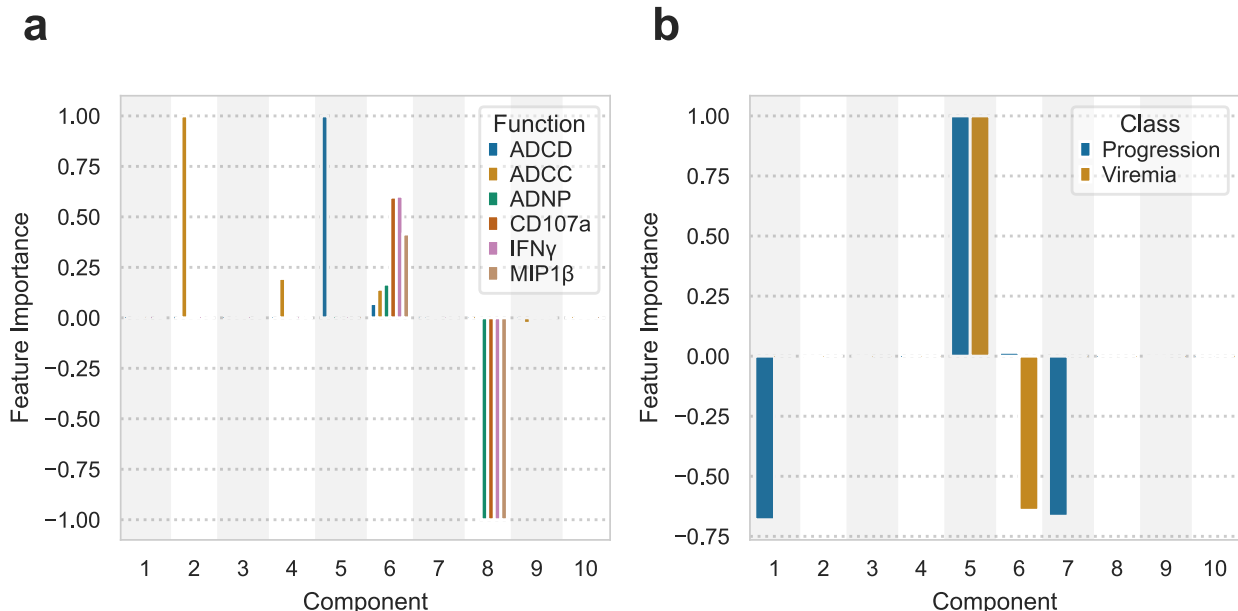 a
1.00
0.75
0.50
0.25
0.00
−0.25
−0.50
−0.75
−1.00
Feature Importance
Function
ADCD
ADCC
ADNP
CD107a
IFNγ
MIP1β
1 2 3 4 5 6 7 8 9 10
Component
b
1.00
0.75
0.50
0.25
0.00
−0.25
−0.50
−0.75
Feature Importance
Class
Progression
Viremia
1 2 3 4 5 6 7 8 9 10
Component